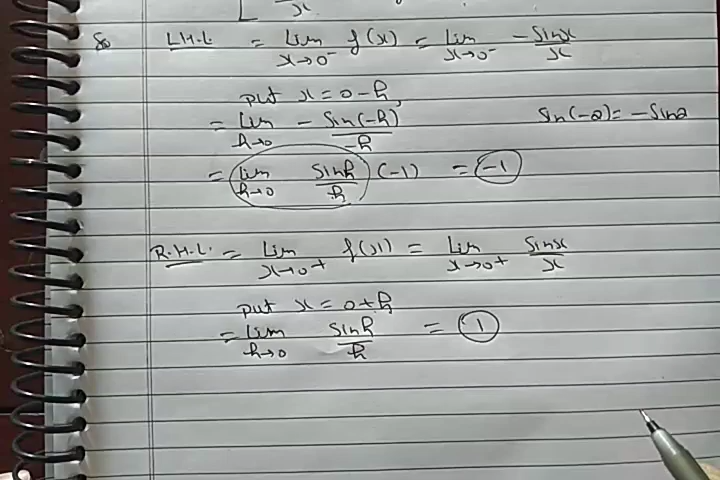 [ sinx/x
So L.H.L. = lim x→0⁻ f(x) = lim x→0⁻ -sinx/x
put x = 0-h,
= lim h→0 - sin(-h)/-h sin(-θ) = -sinθ
= (lim h→0 sinh/h) (-1) = -1
R.H.L. = lim x→0+ f(x) = lim x→0+ sinx/x
put x = 0+h
= lim h→0 sinh/h = 1